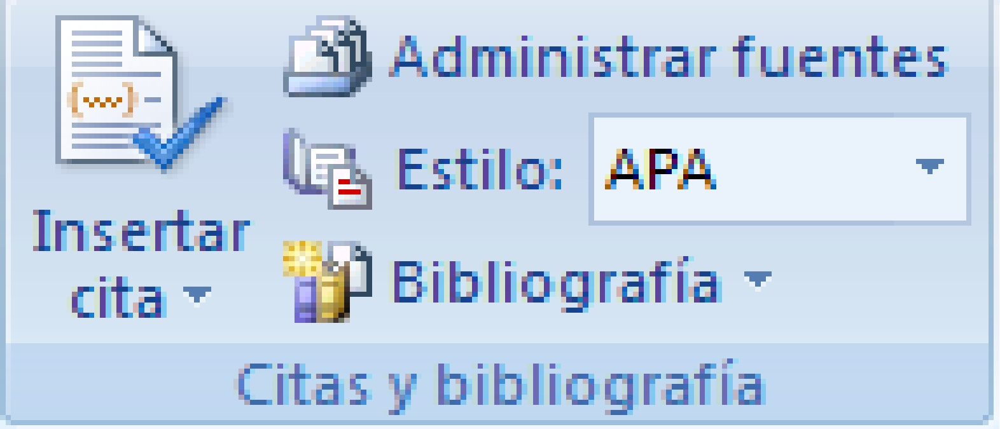 Insertar
cita
Administrar fuentes
Estilo: APA
Bibliografía
Citas y bibliografía